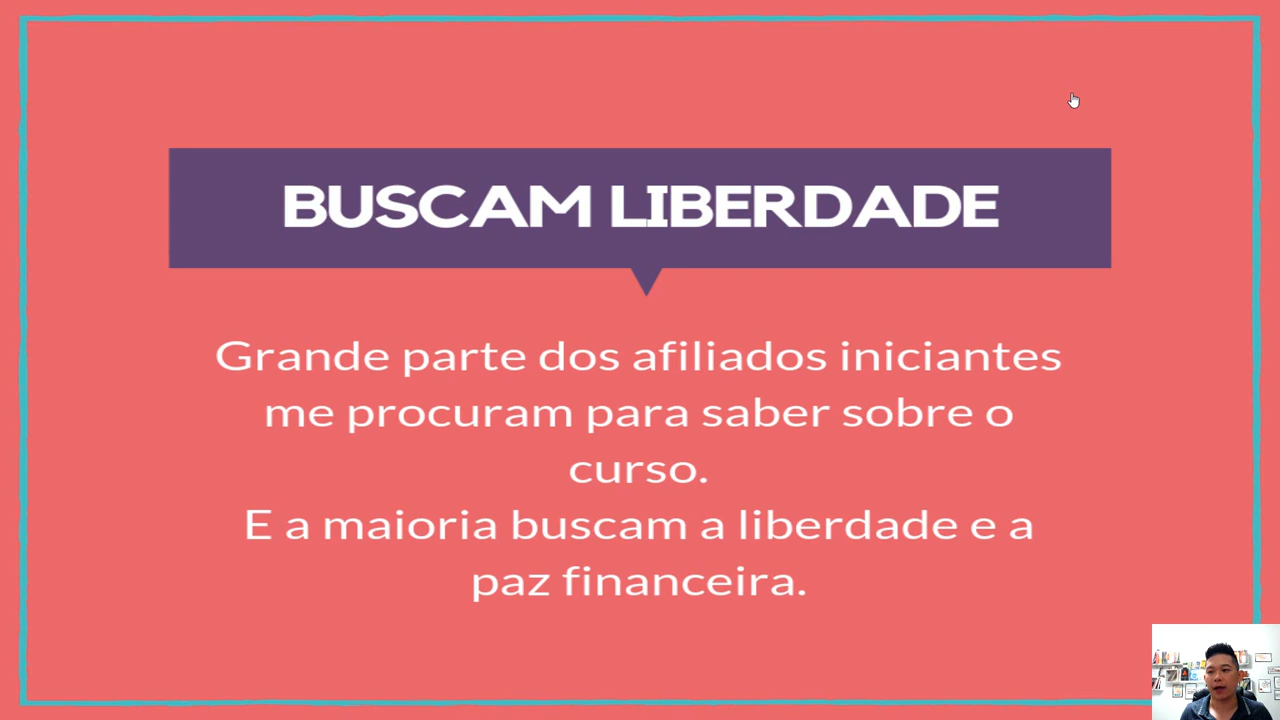 BUSCAM LIBERDADE
Grande parte dos afiliados iniciantes
me procuram para saber sobre o
curso.
E a maioria buscam a liberdade e a
paz financeira.